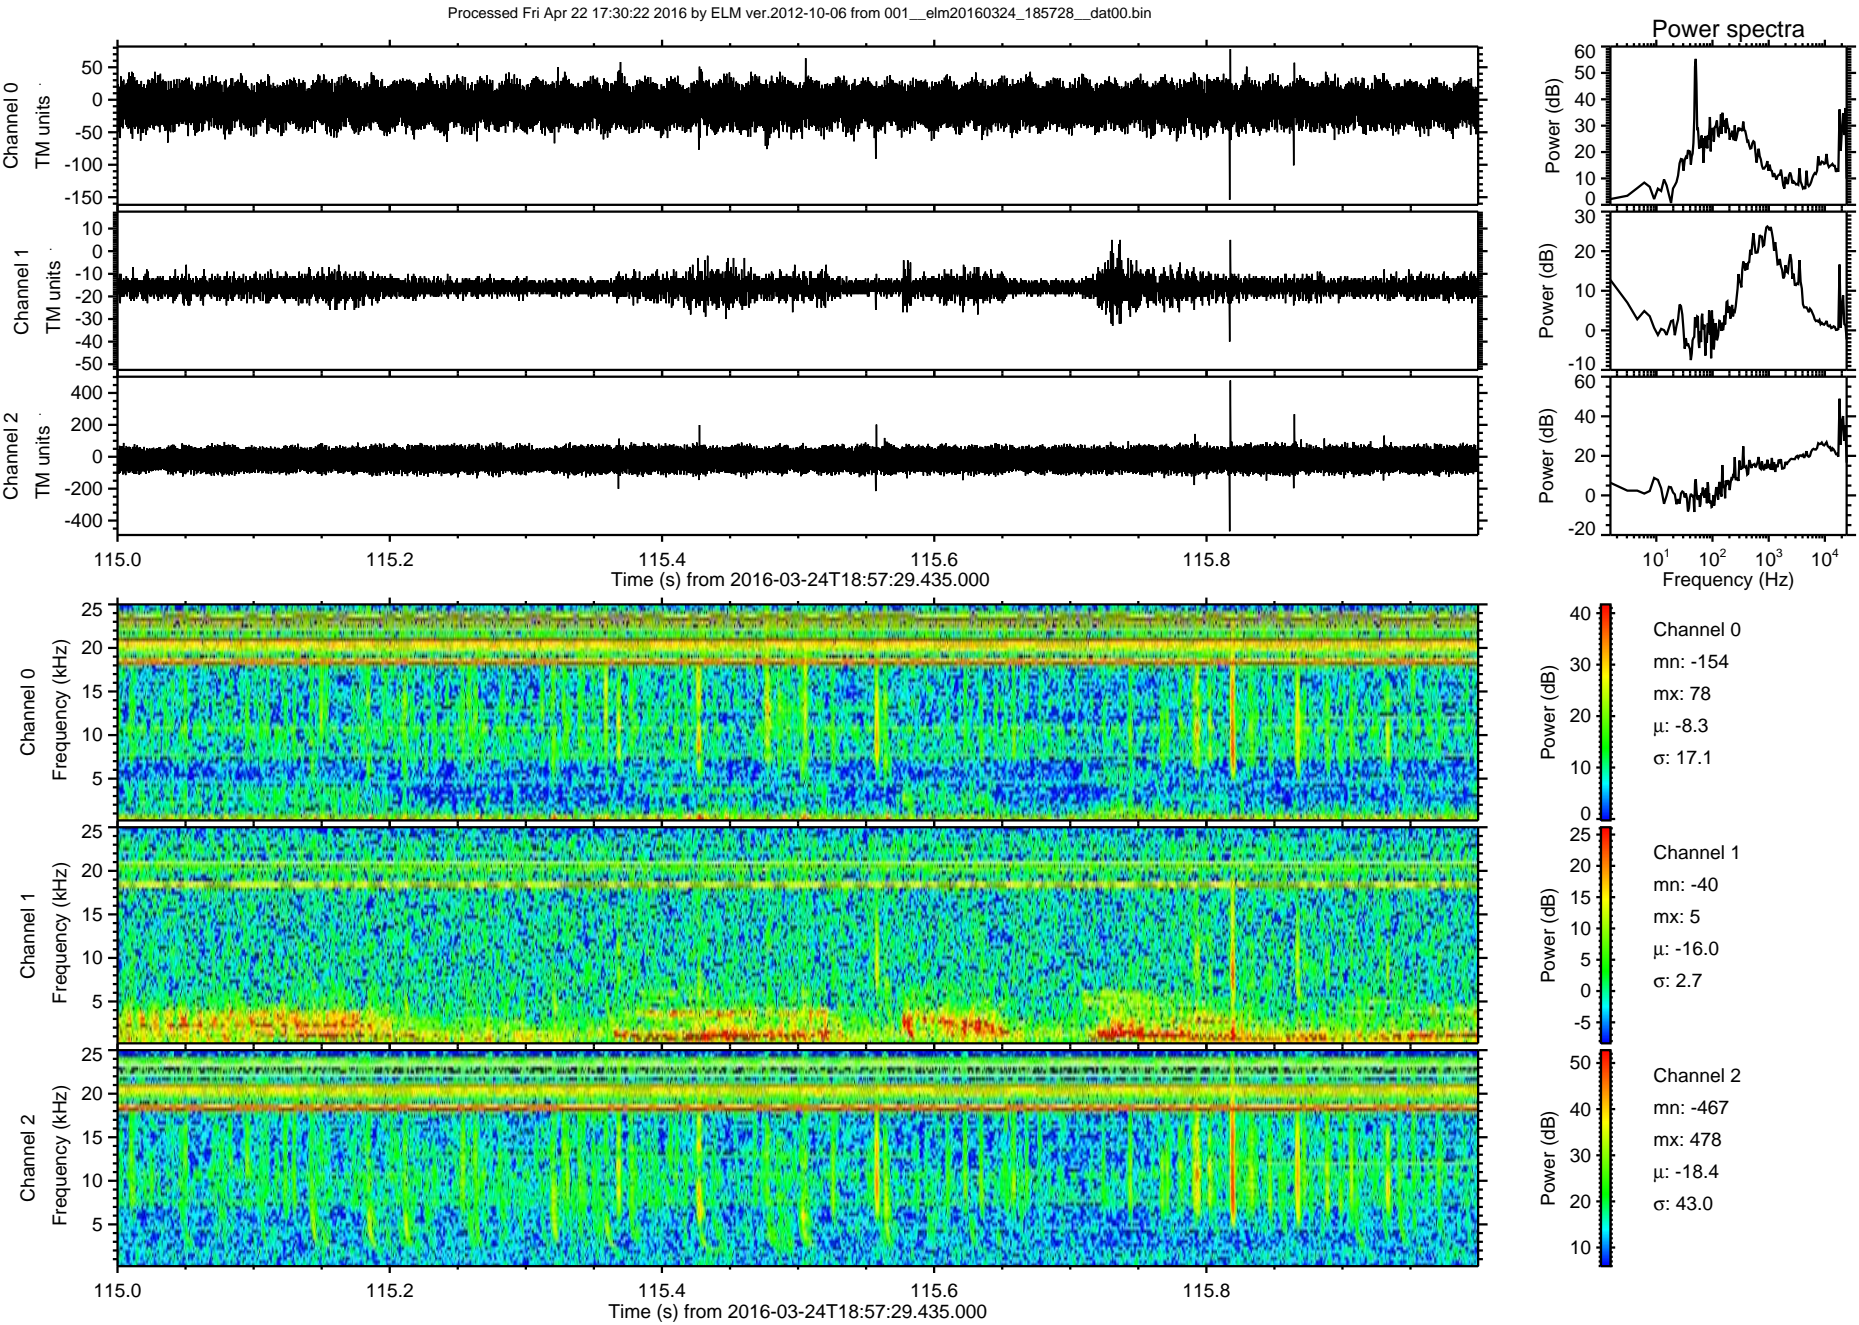 Processed Fri Apr 22 17:30:22 2016 by ELM ver.2012-10-06 from 001__elm20160324_185728__dat00.bin
Power spectra
Channel 0
TM units
50
0
-50
-100
-150
Power (dB)
60
50
40
30
20
10
0
Channel 1
TM units
10
0
-10
-20
-30
-40
-50
Power (dB)
30
20
10
0
-10
Channel 2
TM units
400
200
0
-200
-400
Power (dB)
60
40
20
0
-20
115.0 115.2 115.4 115.6 115.8
Time (s) from 2016-03-24T18:57:29.435.000
10¹ 10² 10³ 10⁴
Frequency (Hz)
Channel 0
Frequency (kHz)
25
20
15
10
5
Power (dB)
40
30
20
10
0
Channel 0
mn: -154
mx: 78
μ: -8.3
σ: 17.1
Channel 1
Frequency (kHz)
25
20
15
10
5
Power (dB)
25
20
15
10
5
0
-5
Channel 1
mn: -40
mx: 5
μ: -16.0
σ: 2.7
Channel 2
Frequency (kHz)
25
20
15
10
5
Power (dB)
50
40
30
20
10
Channel 2
mn: -467
mx: 478
μ: -18.4
σ: 43.0
115.0 115.2 115.4 115.6 115.8
Time (s) from 2016-03-24T18:57:29.435.000